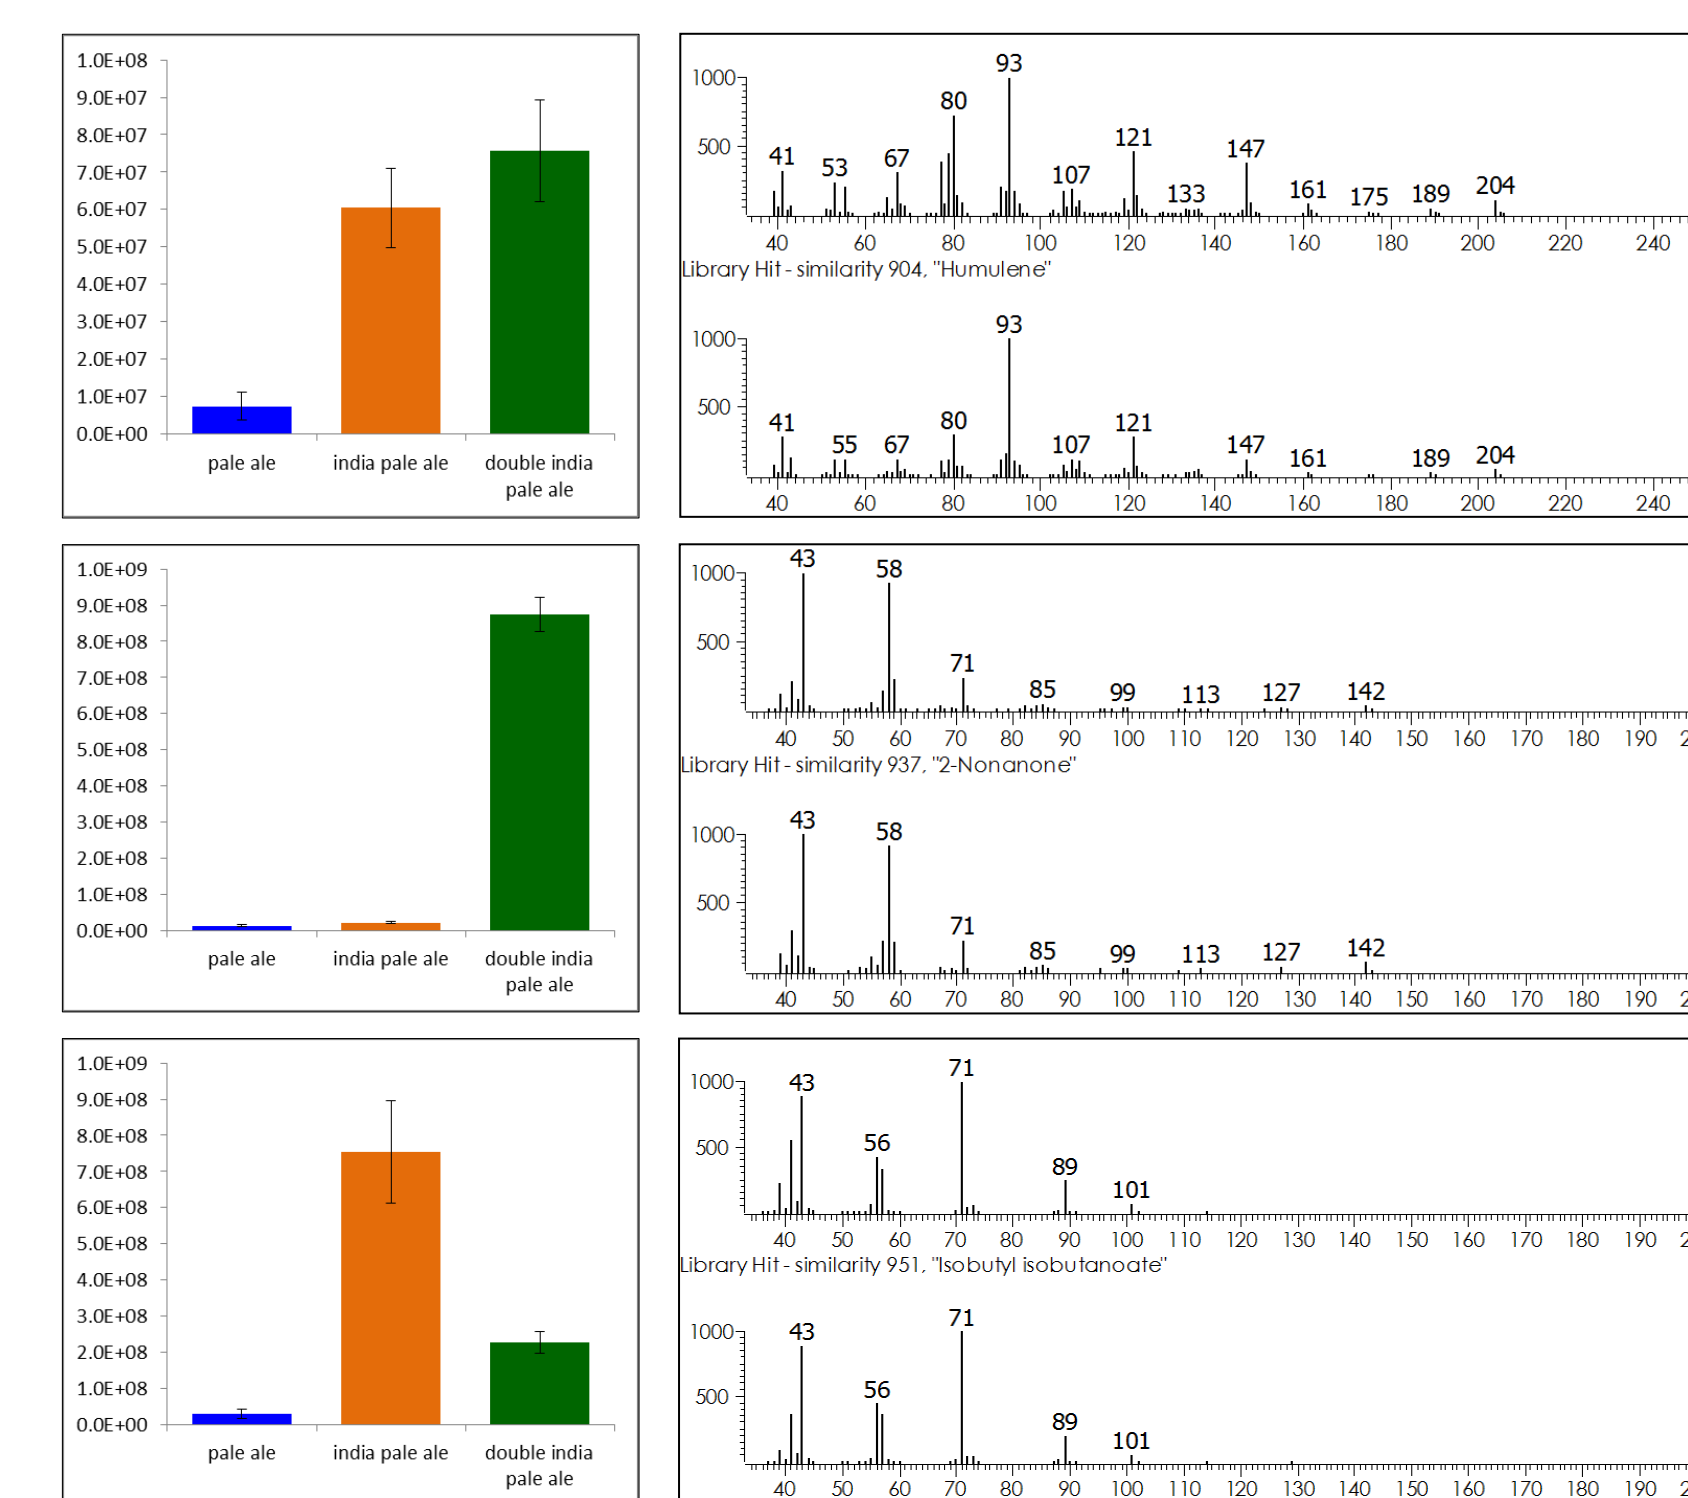 1.0E+08
9.0E+07
8.0E+07
7.0E+07
6.0E+07
5.0E+07
4.0E+07
3.0E+07
2.0E+07
1.0E+07
0.0E+00
pale ale india pale ale double india
pale ale
1000
500
41 53 67 80 93 107 121 133 147 161 175 189 204
40 60 80 100 120 140 160 180 200 220 240
Library Hit - similarity 904, "Humulene"
1000
500
41 55 67 80 93 107 121 147 161 189 204
40 60 80 100 120 140 160 180 200 220 240
1.0E+09
9.0E+08
8.0E+08
7.0E+08
6.0E+08
5.0E+08
4.0E+08
3.0E+08
2.0E+08
1.0E+08
0.0E+00
pale ale india pale ale double india
pale ale
1000
500
43 58 71 85 99 113 127 142
40 50 60 70 80 90 100 110 120 130 140 150 160 170 180 190
Library Hit - similarity 937, "2-Nonanone"
1000
500
43 58 71 85 99 113 127 142
40 50 60 70 80 90 100 110 120 130 140 150 160 170 180 190
1.0E+09
9.0E+08
8.0E+08
7.0E+08
6.0E+08
5.0E+08
4.0E+08
3.0E+08
2.0E+08
1.0E+08
0.0E+00
pale ale india pale ale double india
pale ale
1000
500
43 56 71 89 101
40 50 60 70 80 90 100 110 120 130 140 150 160 170 180 190
Library Hit - similarity 951, "Isobutyl isobutanoate"
1000
500
43 56 71 89 101
40 50 60 70 80 90 100 110 120 130 140 150 160 170 180 190